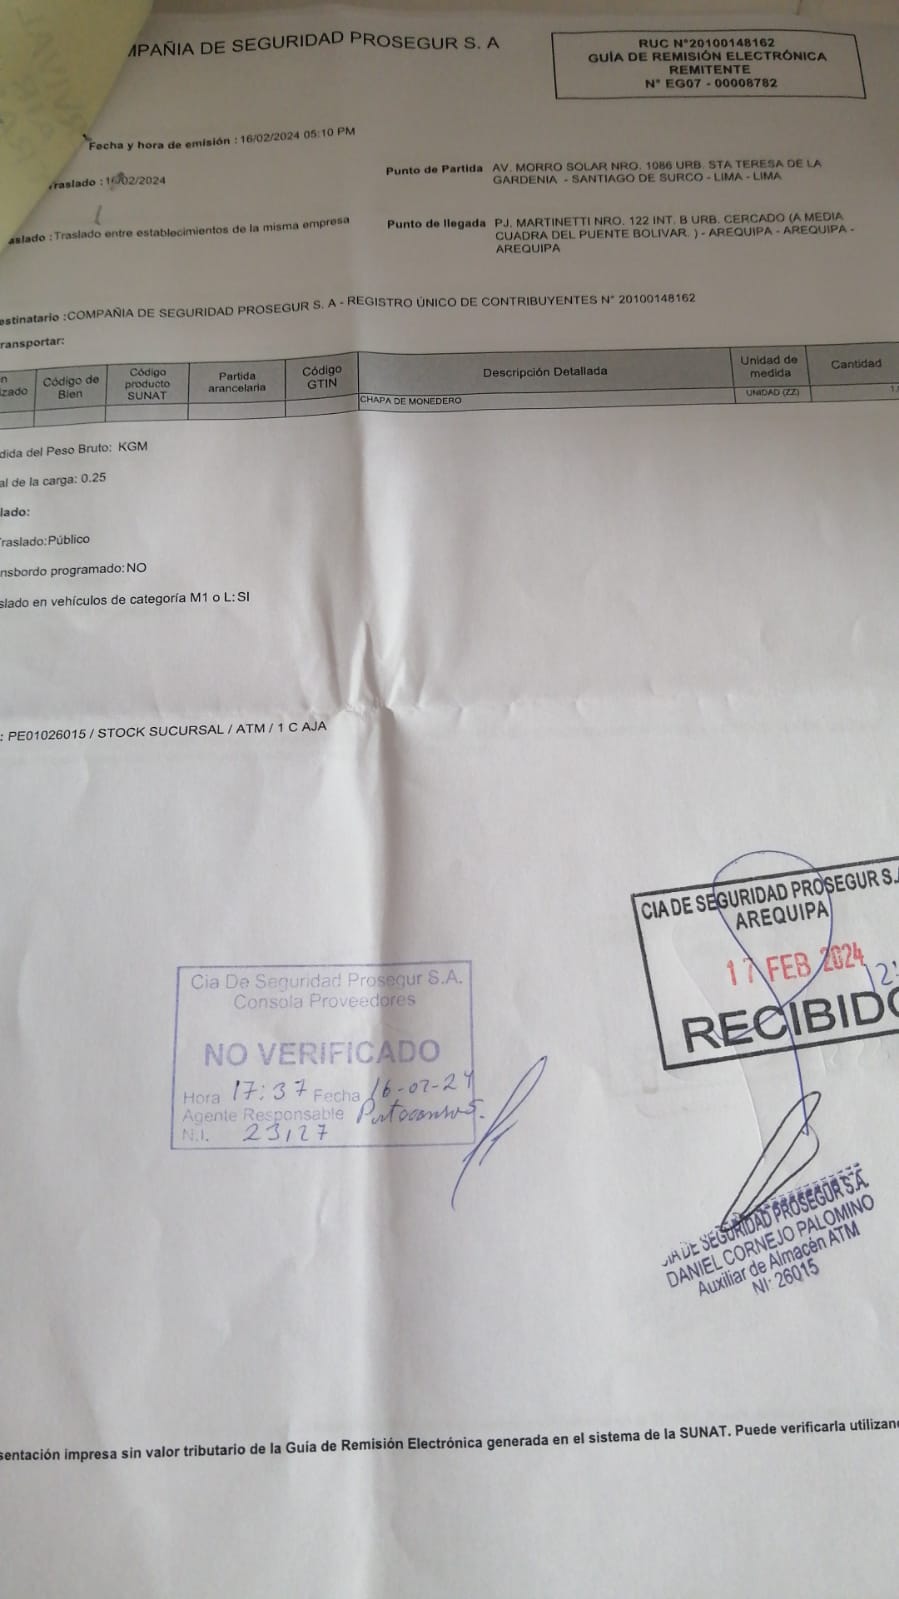 MPAÑIA DE SEGURIDAD PROSEGUR S. A
RUC N°20100148162
GUÍA DE REMISIÓN ELECTRÓNICA
REMITENTE
N° EG07 - 00008782
Fecha y hora de emisión : 16/02/2024 05:10 PM
Traslado : 16/02/2024
Punto de Partida AV. MORRO SOLAR NRO. 1086 URB. STA TERESA DE LA
GARDENIA - SANTIAGO DE SURCO - LIMA - LIMA
aslado : Traslado entre establecimientos de la misma empresa
Punto de llegada PJ. MARTINETTI NRO. 122 INT. B URB. CERCADO (A MEDIA
CUADRA DEL PUENTE BOLIVAR. ) - AREQUIPA - AREQUIPA -
AREQUIPA
estinatario :COMPAÑIA DE SEGURIDAD PROSEGUR S. A - REGISTRO ÚNICO DE CONTRIBUYENTES N° 20100148162
ransportar:
n
izado
Código de
Bien
Código
producto
SUNAT
Partida
arancelaria
Código
GTIN
Descripción Detallada
Unidad de
medida
Cantidad
CHAPA DE MONEDERO
UNIDAD (ZZ)
dida del Peso Bruto: KGM
al de la carga: 0.25
lado:
Traslado:Público
nsbordo programado:NO
slado en vehículos de categoría M1 o L:SI
: PE01026015 / STOCK SUCURSAL / ATM / 1 C AJA
CIA DE SEGURIDAD PROSEGUR S.A
AREQUIPA
17 FEB 2024
RECIBIDO
Cia De Seguridad Prosegur S.A.
Consola Proveedores
NO VERIFICADO
Hora 17:37 Fecha 16-02-24
Agente Responsable
N.I. 23127
CIA DE SEGURIDAD PROSEGUR S.A.
DANIEL CORNEJO PALOMINO
Auxiliar de Almacén ATM
NI: 26015
sentación impresa sin valor tributario de la Guía de Remisión Electrónica generada en el sistema de la SUNAT. Puede verificarla utilizan